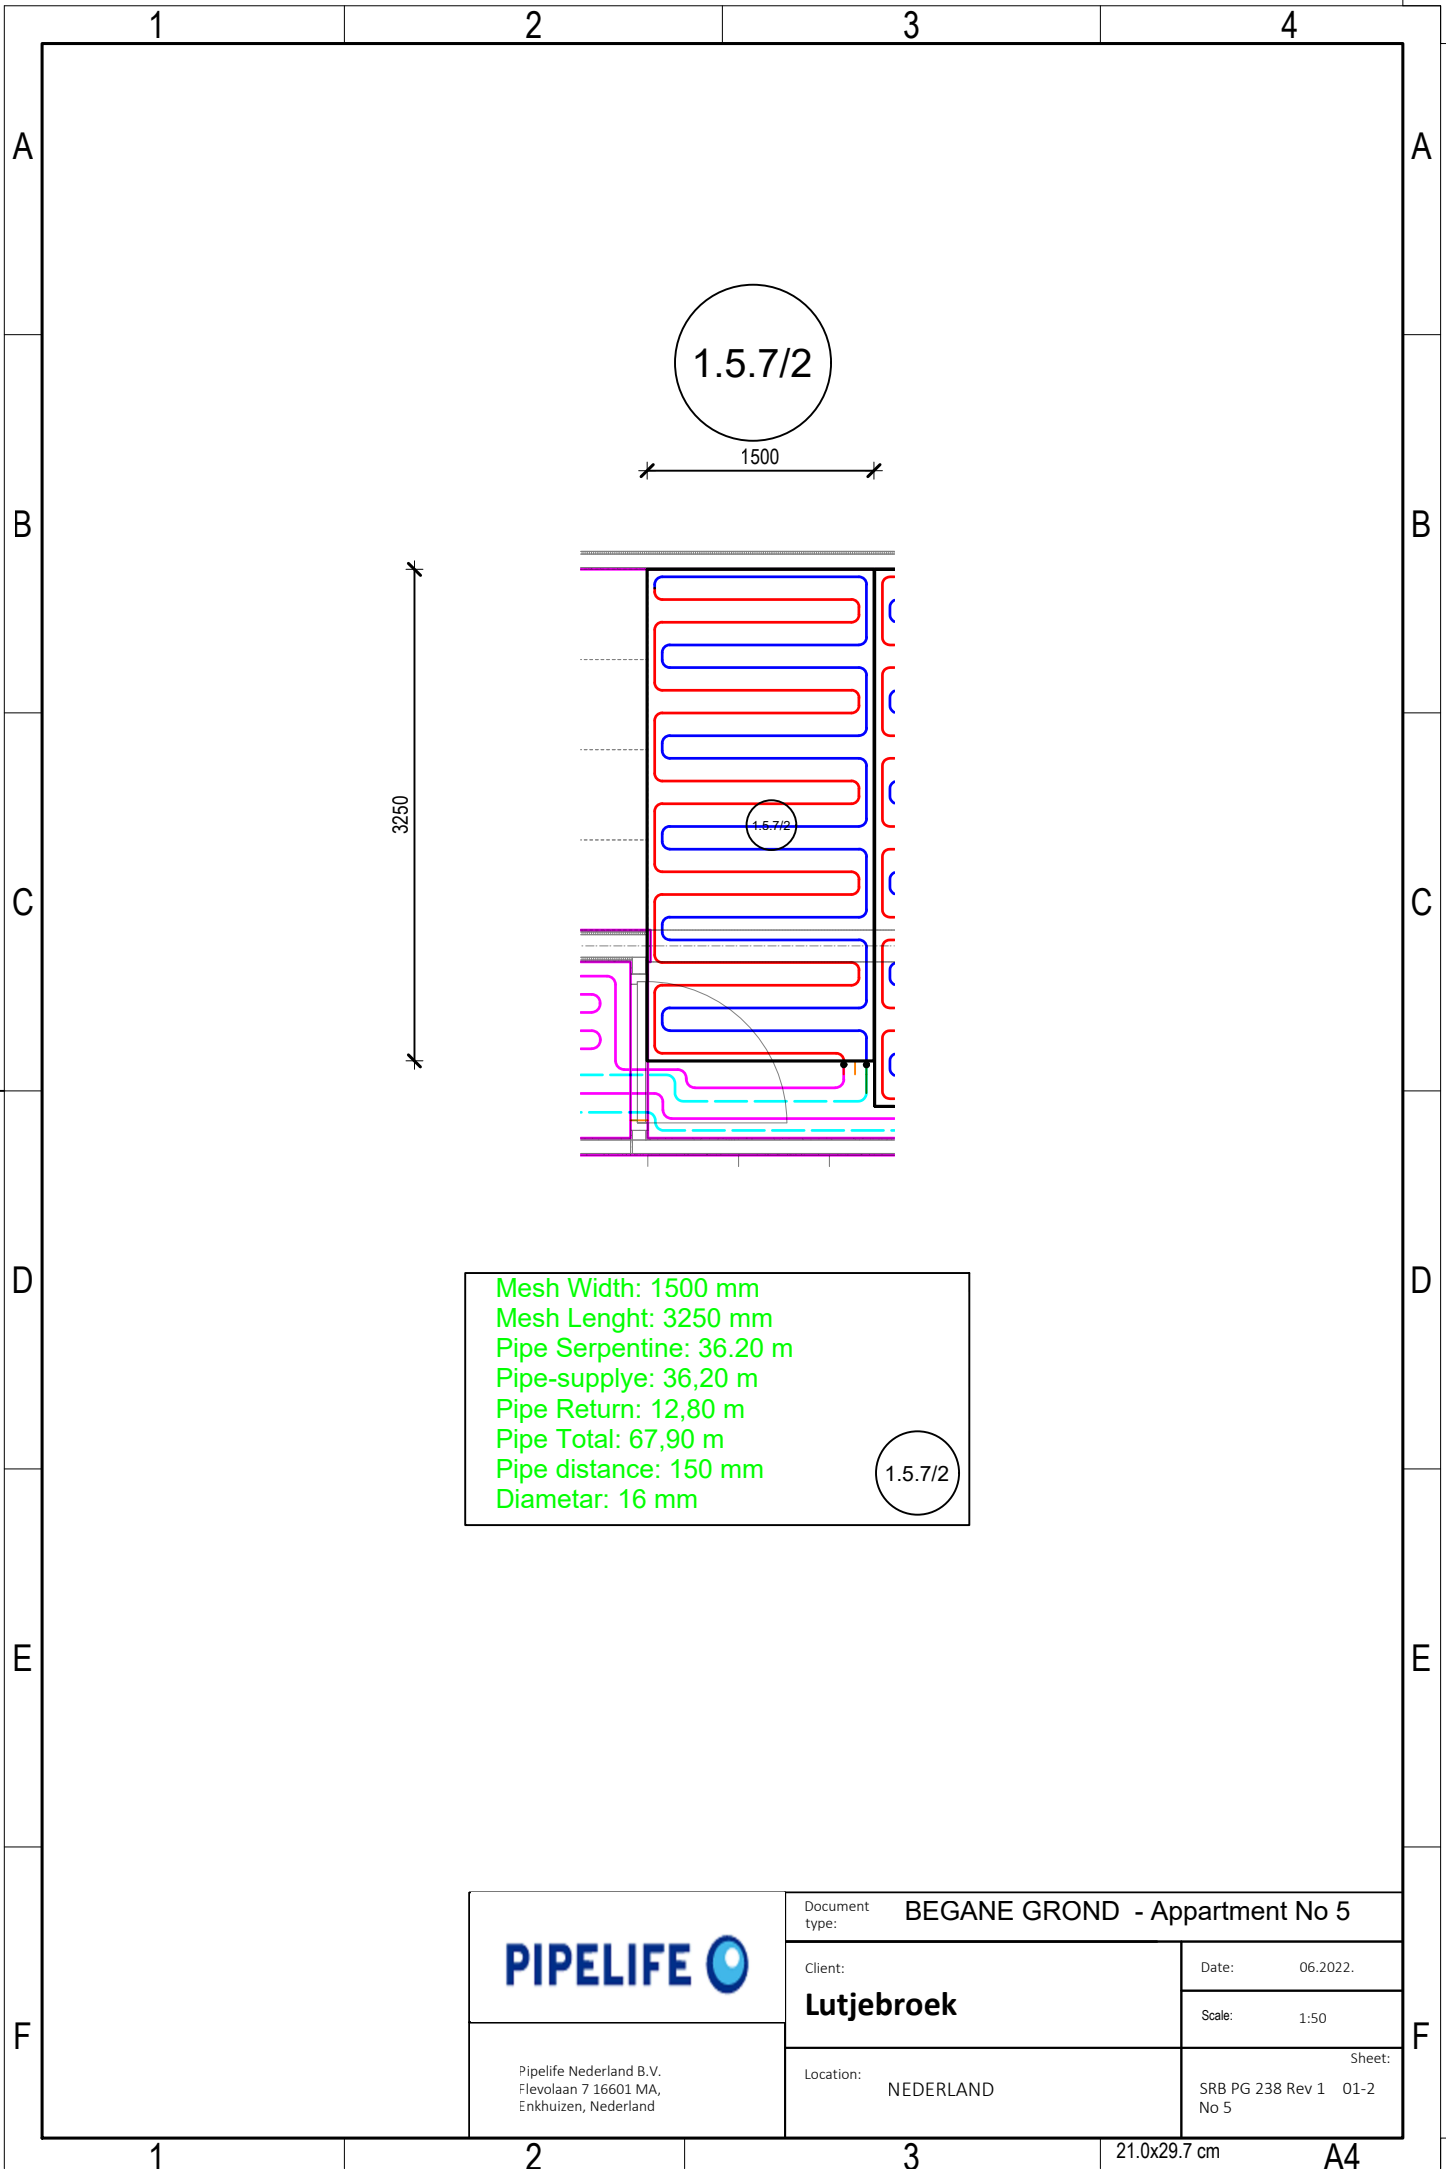 1 2 3 4
A A
1.5.7/2
1500
B B
3250
1.5.7/2
C C
D D
Mesh Width: 1500 mm
Mesh Lenght: 3250 mm
Pipe Serpentine: 36.20 m
Pipe-supplye: 36,20 m
Pipe Return: 12,80 m
Pipe Total: 67,90 m
Pipe distance: 150 mm
Diametar: 16 mm
1.5.7/2
E E
F F
PIPELIFE
Pipelife Nederland B.V.
Flevolaan 7 16601 MA,
Enkhuizen, Nederland
Document
type:
BEGANE GROND - Appartment No 5
Client:
Lutjebroek
Date: 06.2022.
Scale: 1:50
Location: NEDERLAND
Sheet:
SRB PG 238 Rev 1 01-2
No 5
1 2 3 21.0x29.7 cm A4